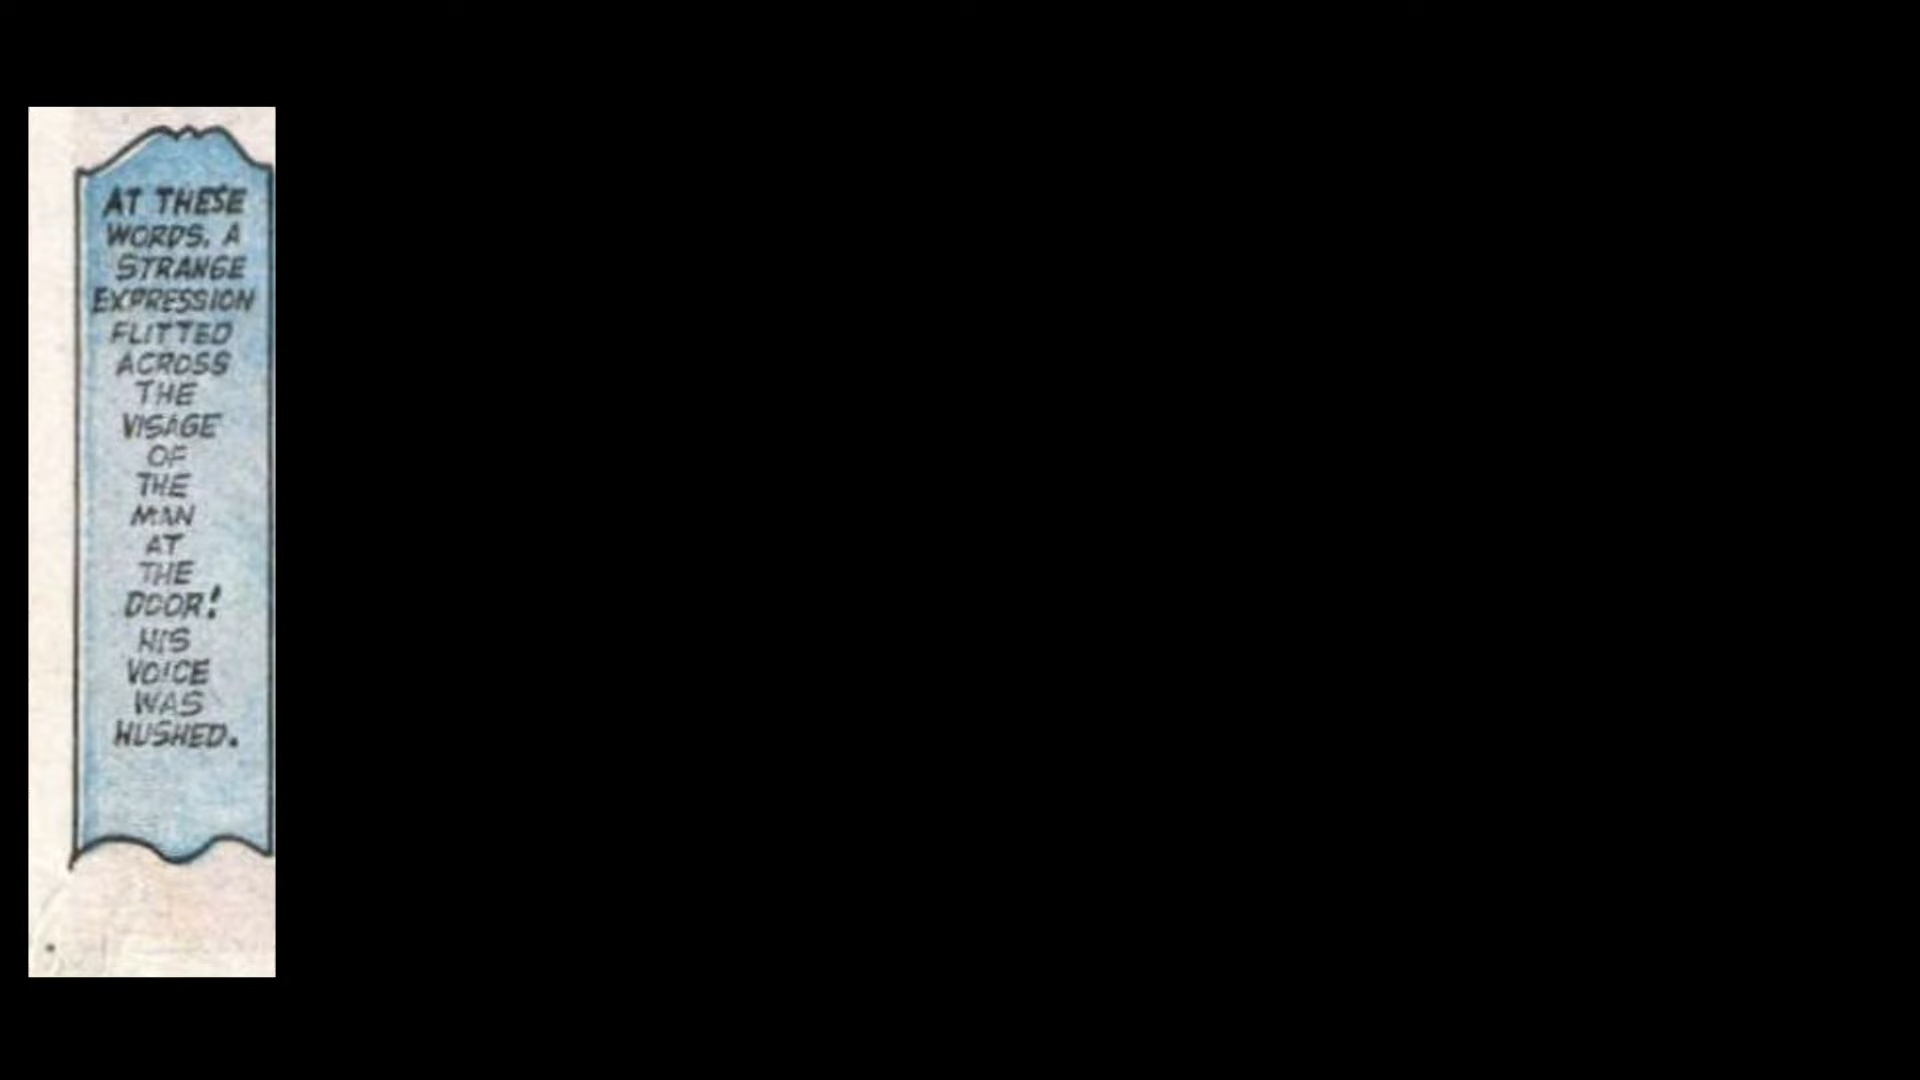 AT THESE
WORDS, A
STRANGE
EXPRESSION
FLITTED
ACROSS
THE
VISAGE
OF
THE
MAN
AT
THE
DOOR!
HIS
VOICE
WAS
HUSHED.